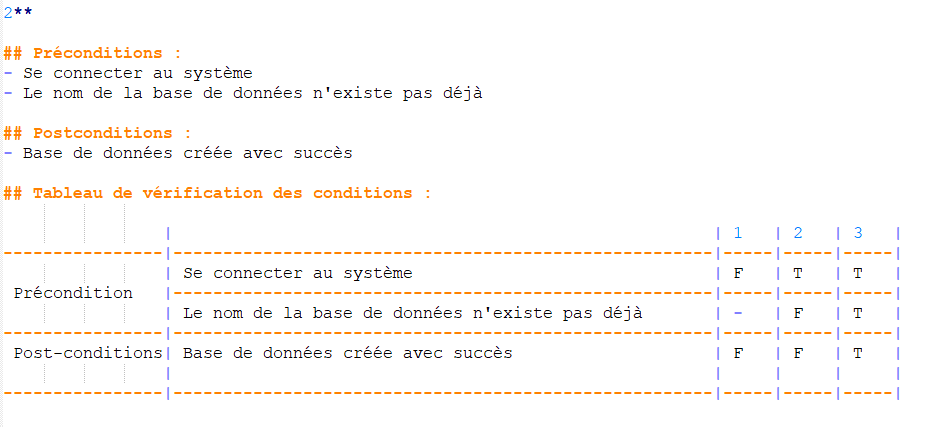 2**
## Préconditions :
- Se connecter au système
- Le nom de la base de données n'existe pas déjà
## Postconditions :
- Base de données créée avec succès
## Tableau de vérification des conditions :
| | 1 | 2 | 3 |
----------------|------------------------------------------------------|-----|-----|-----|
| Se connecter au système | F | T | T |
Précondition |------------------------------------------------------|-----|-----|-----|
| Le nom de la base de données n'existe pas déjà | - | F | T |
----------------|------------------------------------------------------|-----|-----|-----|
Post-conditions| Base de données créée avec succès | F | F | T |
| | | | |
----------------|------------------------------------------------------|-----|-----|-----|